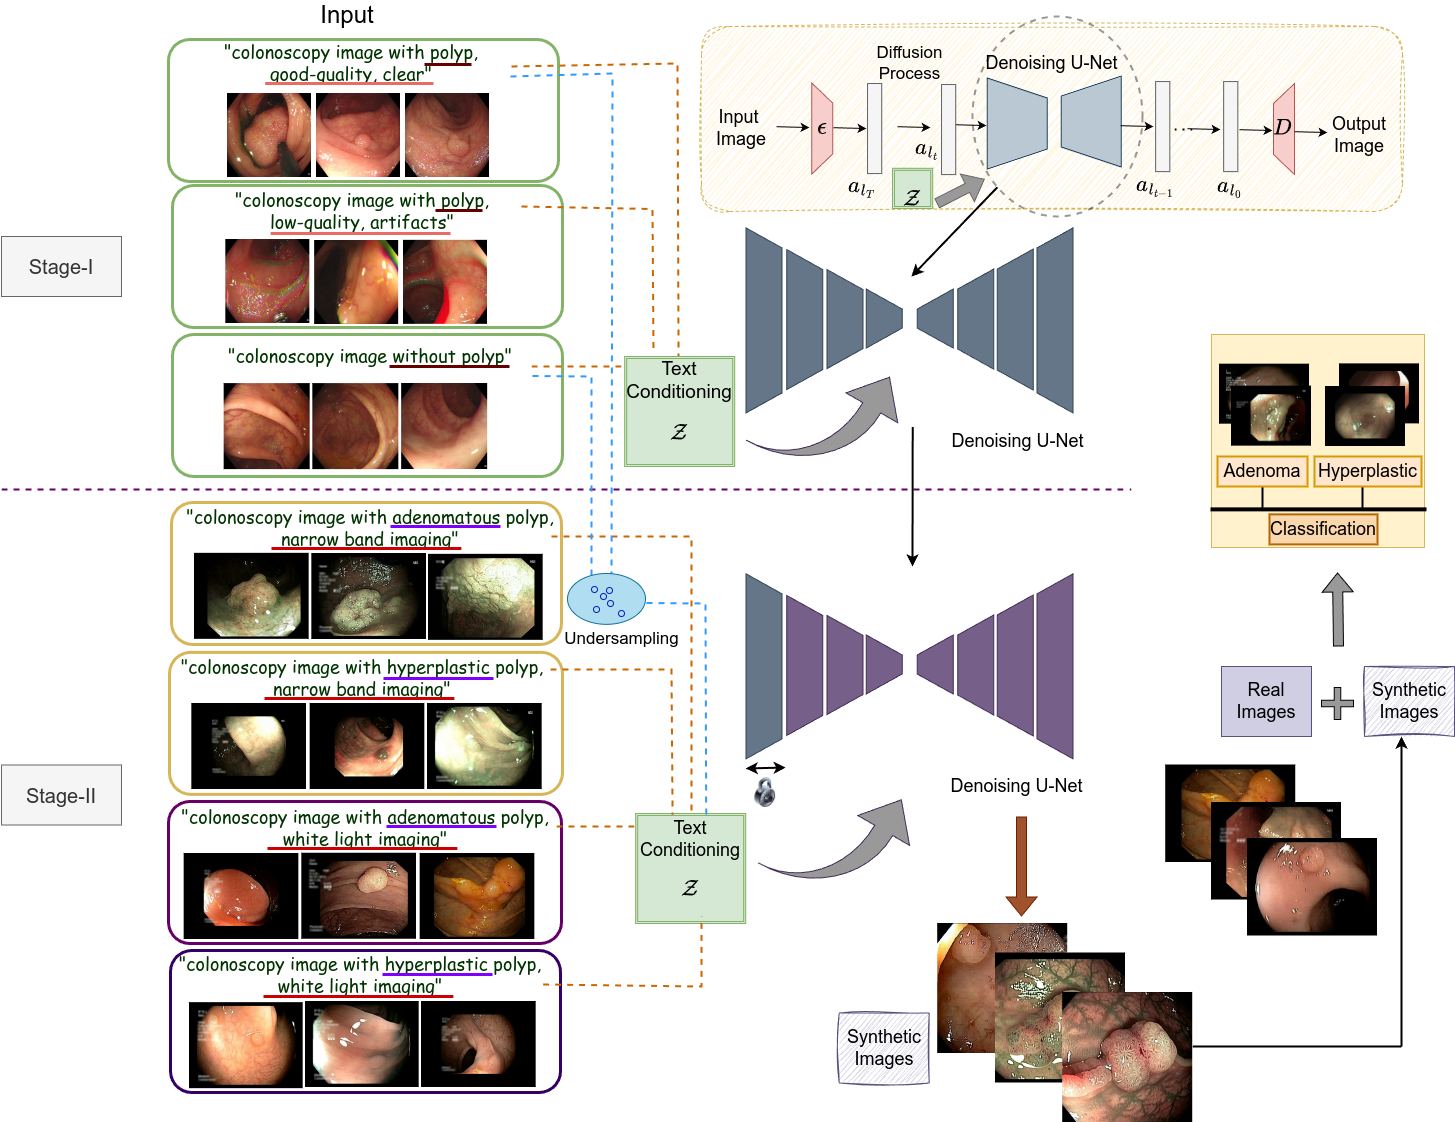 Input
"colonoscopy image with polyp,
good-quality, clear"
"colonoscopy image with polyp,
low-quality, artifacts"
Stage-I
"colonoscopy image without polyp"
Text
Conditioning
Z
Diffusion
Process
Denoising U-Net
Input
Image
ϵ
a_{l_T}
a_{l_t}
Z
a_{l_{t-1}}
...
a_{l_0}
D
Output
Image
Denoising U-Net
"colonoscopy image with adenomatous polyp,
narrow band imaging"
Undersampling
"colonoscopy image with hyperplastic polyp,
narrow band imaging"
Stage-II
"colonoscopy image with adenomatous polyp,
white light imaging"
"colonoscopy image with hyperplastic polyp,
white light imaging"
Text
Conditioning
Z
Denoising U-Net
Synthetic
Images
Adenoma
Hyperplastic
Classification
Real
Images
Synthetic
Images